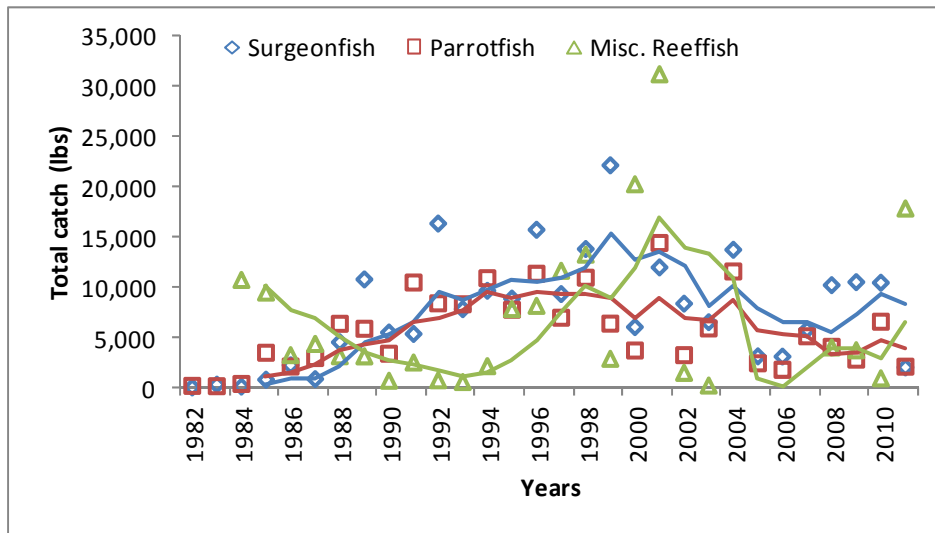 35,000
Surgeonfish Parrotfish Misc. Reeffish
30,000
25,000
20,000
15,000
10,000
5,000
0
Total catch (lbs)
1982 1984 1986 1988 1990 1992 1994 1996 1998 2000 2002 2004 2006 2008 2010
Years